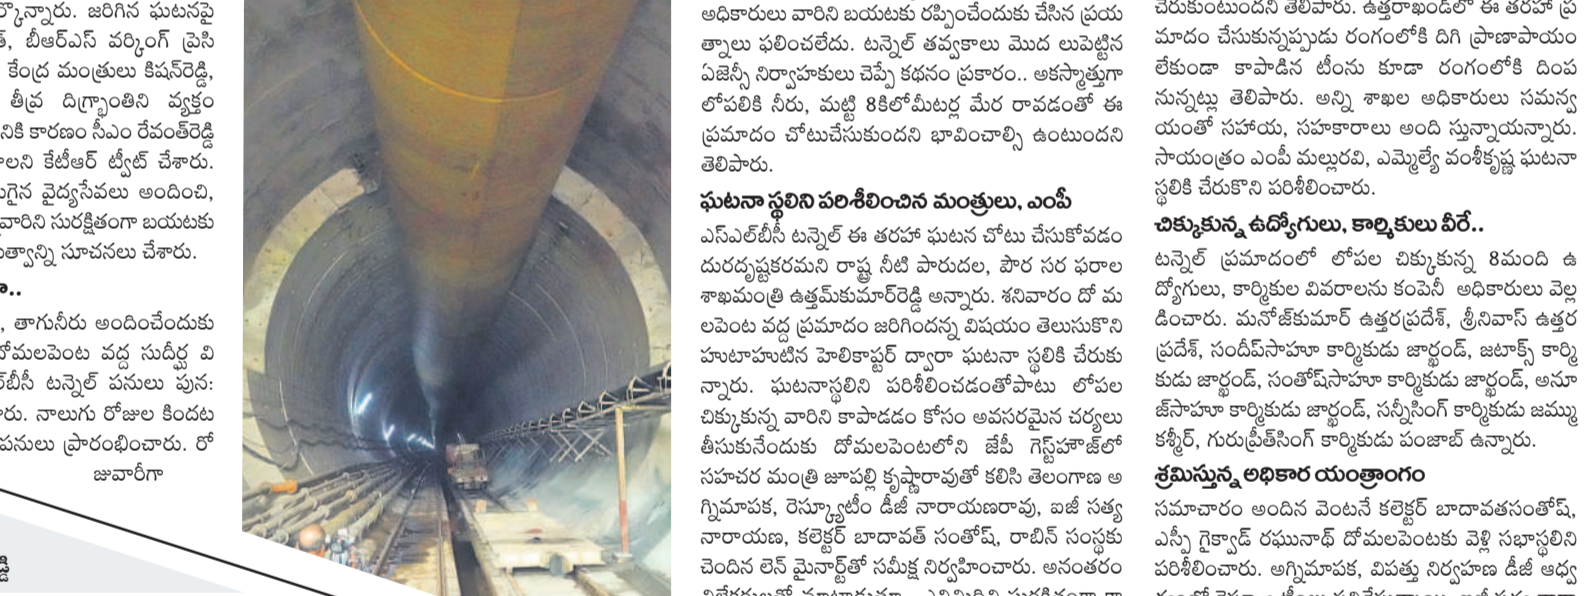 ర్కొన్నారు. జరిగిన ఘటనపై
బీఆర్ఎస్ వర్కింగ్ ప్రెసి
కేంద్ర మంత్రులు కిషన్‌రెడ్డి,
తీవ్ర దిగ్భ్రాంతిని వ్యక్తం
నికి కారణం సీఎం రేవంత్‌రెడ్డి
లని కేటీఆర్ ట్వీట్ చేశారు.
గైన వైద్యసేవలు అందించి,
వారిని సురక్షితంగా బయటకు
త్వాన్ని సూచనలు చేశారు.
, తాగునీరు అందించేందుకు
దోమలపెంట వద్ద సుదీర్ఘ వి
బీసీ టన్నెల్ పనులు పున:
రు. నాలుగు రోజుల కిందట
పనులు ప్రారంభించారు. రో
జువారీగా
అధికారులు వారిని బయటకు రప్పించేందుకు చేసిన ప్రయ
త్నాలు ఫలించలేదు. టన్నెల్ తవ్వకాలు మొద లుపెట్టిన
ఏజెన్సీ నిర్వాహకులు చెప్పే కథనం ప్రకారం.. అకస్మాత్తుగా
లోపలికి నీరు, మట్టి 8కిలోమీటర్ల మేర రావడంతో ఈ
ప్రమాదం చోటుచేసుకుందని భావించాల్సి ఉంటుందని
తెలిపారు.
ఘటనా స్థలిని పరిశీలించిన మంత్రులు, ఎంపీ
ఎస్ఎల్‌బీసీ టన్నెల్ ఈ తరహా ఘటన చోటు చేసుకోవడం
దురదృష్టకరమని రాష్ట్ర నీటి పారుదల, పౌర సర ఫరాల
శాఖమంత్రి ఉత్తమ్‌కుమార్‌రెడ్డి అన్నారు. శనివారం దో మ
లపెంట వద్ద ప్రమాదం జరిగిందన్న విషయం తెలుసుకొని
హుటాహుటిన హెలికాప్టర్ ద్వారా ఘటనా స్థలికి చేరుకు
న్నారు. ఘటనాస్థలిని పరిశీలించడంతోపాటు లోపల
చిక్కుకున్న వారిని కాపాడడం కోసం అవసరమైన చర్యలు
తీసుకునేందుకు దోమలపెంటలోని జేపీ గెస్ట్‌హౌజ్‌లో
సహచర మంత్రి జూపల్లి కృష్ణారావుతో కలిసి తెలంగాణ అ
గ్నిమాపక, రెస్క్యూటీం డీజీ నారాయణరావు, ఐజీ సత్య
నారాయణ, కలెక్టర్ బాదావత్ సంతోష్, రాబిన్ సంస్థకు
చెందిన లెన్ మైనార్డ్‌తో సమీక్ష నిర్వహించారు. అనంతరం
చేరుకుంటుందని తెలిపారు. ఉత్తరాఖండ్‌లో ఈ తరహా ప్ర
మాదం చేసుకున్నప్పుడు రంగంలోకి దిగి ప్రాణాపాయం
లేకుండా కాపాడిన టీంను కూడా రంగంలోకి దింప
నున్నట్లు తెలిపారు. అన్ని శాఖల అధికారులు సమన్వ
యంతో సహాయ, సహకారాలు అంది స్తున్నాయన్నారు.
సాయంత్రం ఎంపీ మల్లురవి, ఎమ్మెల్యే వంశీకృష్ణ ఘటనా
స్థలికి చేరుకొని పరిశీలించారు.
చిక్కుకున్న ఉద్యోగులు, కార్మికులు వీరే..
టన్నెల్ ప్రమాదంలో లోపల చిక్కుకున్న 8మంది ఉ
ద్యోగులు, కార్మికుల వివరాలను కంపెనీ అధికారులు వెల్ల
డించారు. మనోజ్‌కుమార్ ఉత్తరప్రదేశ్, శ్రీనివాస్ ఉత్తర
ప్రదేశ్, సందీప్‌సాహూ కార్మికుడు జార్ఖండ్, జటాక్స్ కార్మి
కుడు జార్ఖండ్, సంతోష్‌సాహూ కార్మికుడు జార్ఖండ్, అనూ
జ్‌సాహూ కార్మికుడు జార్ఖండ్, సన్నీసింగ్ కార్మికుడు జమ్ము
కశ్మీర్, గురుప్రీత్‌సింగ్ కార్మికుడు పంజాబ్ ఉన్నారు.
శ్రమిస్తున్న అధికార యంత్రాంగం
సమాచారం అందిన వెంటనే కలెక్టర్ బాదావతసంతోష్,
ఎస్పీ గైక్వాడ్ రఘునాథ్ దోమలపెంటకు వెళ్లి సభాస్థలిని
పరిశీలించారు. అగ్నిమాపక, విపత్తు నిర్వహణ డీజీ ఆధ్వ